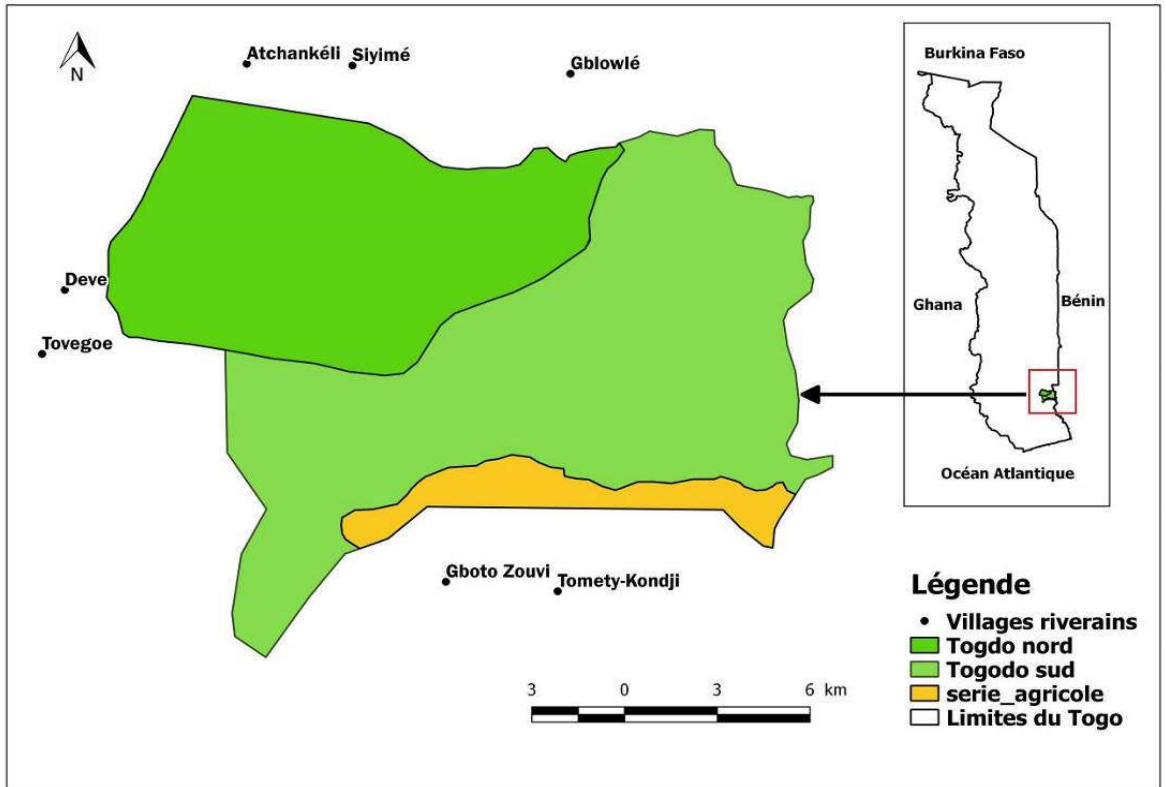 N
Atchankéli
Siyimé
Gblowlé
Deve
Tovegoe
Gboto Zouvi
Tomety-Kondji
3 0 3 6 km
Burkina Faso
Ghana
Bénin
Océan Atlantique
Légende
Villages riverains
Togdo nord
Togodo sud
serie_agricole
Limites du Togo